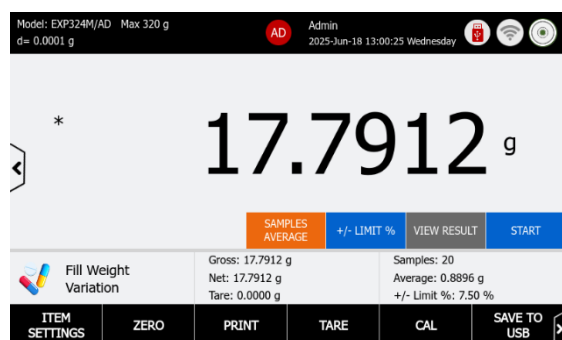 Model: EXP324M/AD Max 320 g
d= 0.0001 g
AD
Admin
2025-Jun-18 13:00:25 Wednesday
*
17.7912 g
SAMPLES
AVERAGE
+/- LIMIT %
VIEW RESULT
START
Fill Weight
Variation
Gross: 17.7912 g
Net: 17.7912 g
Tare: 0.0000 g
Samples: 20
Average: 0.8896 g
+/- Limit %: 7.50 %
ITEM
SETTINGS
ZERO
PRINT
TARE
CAL
SAVE TO
USB